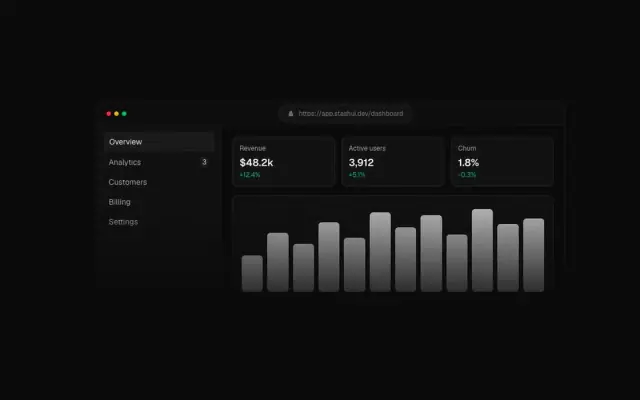 https://app.stashui.dev/dashboard
Overview
Analytics
3
Customers
Billing
Settings
Revenue
$48.2k
+12.4%
Active users
3,912
+5.1%
Churn
1.8%
-0.3%